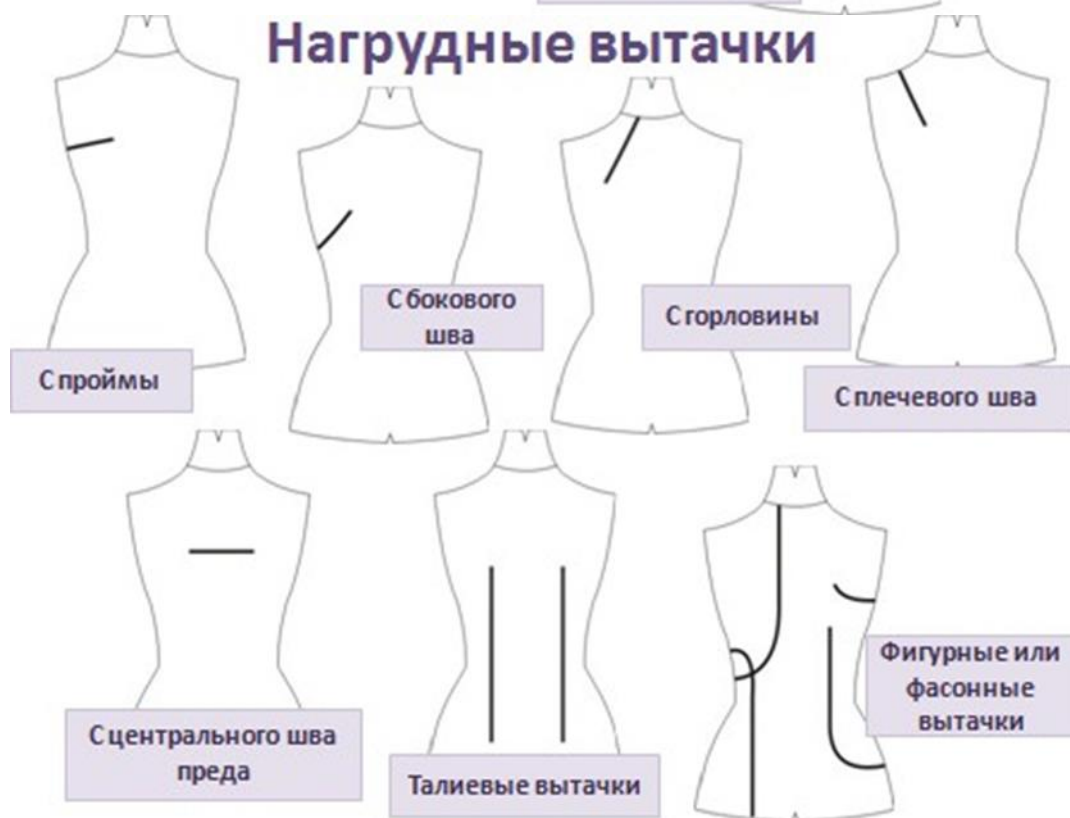 Нагрудные вытачки
С бокового
шва
С горловины
С проймы
С плечевого шва
С центрального шва
преда
Талиевые вытачки
Фигурные или
фасонные
вытачки